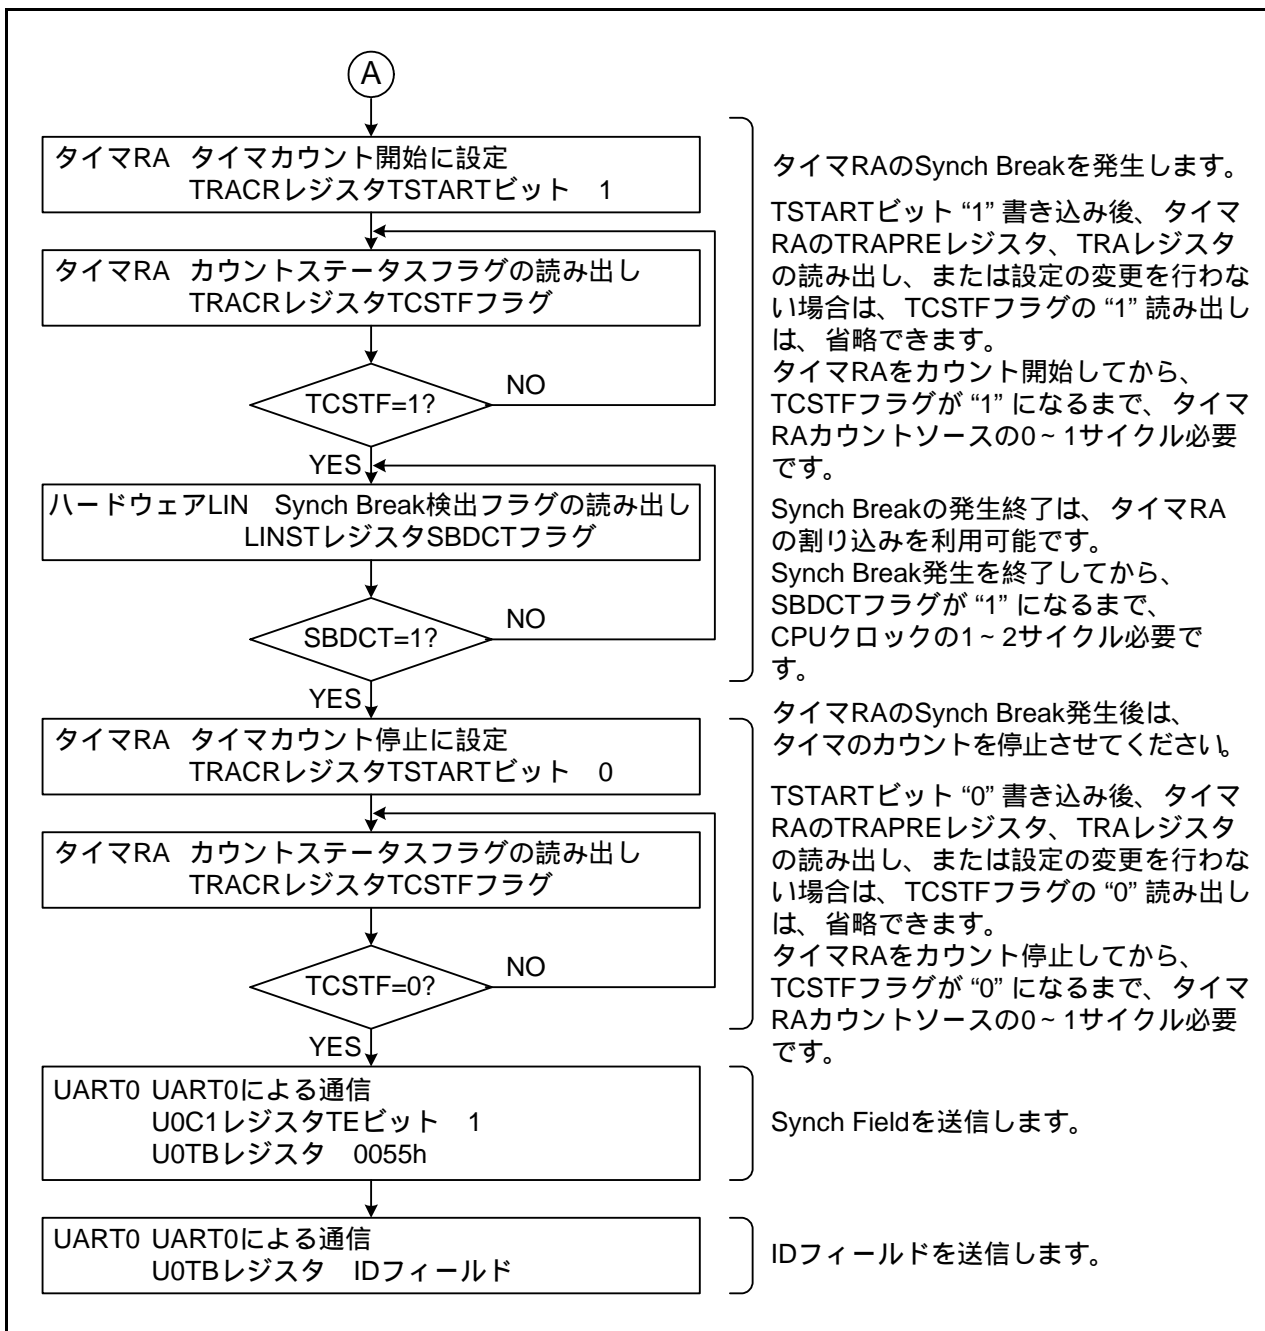 A
タイマRA タイマカウント開始に設定
TRACRレジスタTSTARTビット 1
タイマRA カウントステータスフラグの読み出し
TRACRレジスタTCSTFフラグ
TCSTF=1?
NO
YES
ハードウェアLIN Synch Break検出フラグの読み出し
LINSTレジスタSBDCTフラグ
SBDCT=1?
NO
YES
タイマRA タイマカウント停止に設定
TRACRレジスタTSTARTビット 0
タイマRA カウントステータスフラグの読み出し
TRACRレジスタTCSTFフラグ
TCSTF=0?
NO
YES
UART0 UART0による通信
U0C1レジスタTEビット 1
U0TBレジスタ 0055h
UART0 UART0による通信
U0TBレジスタ IDフィールド
タイマRAのSynch Breakを発生します。
TSTARTビット “1” 書き込み後、タイマ
RAのTRAPREレジスタ、TRAレジスタ
の読み出し、または設定の変更を行わな
い場合は、TCSTFフラグの “1” 読み出し
は、省略できます。
タイマRAをカウント開始してから、
TCSTFフラグが “1” になるまで、タイマ
RAカウントソースの0~1サイクル必要
です。
Synch Breakの発生終了は、タイマRA
の割り込みを利用可能です。
Synch Break発生を終了してから、
SBDCTフラグが “1” になるまで、
CPUクロックの1~2サイクル必要で
す。
タイマRAのSynch Break発生後は、
タイマのカウントを停止させてください。
TSTARTビット “0” 書き込み後、タイマ
RAのTRAPREレジスタ、TRAレジスタ
の読み出し、または設定の変更を行わな
い場合は、TCSTFフラグの “0” 読み出し
は、省略できます。
タイマRAをカウント停止してから、
TCSTFフラグが “0” になるまで、タイマ
RAカウントソースの0~1サイクル必要
です。
Synch Fieldを送信します。
IDフィールドを送信します。